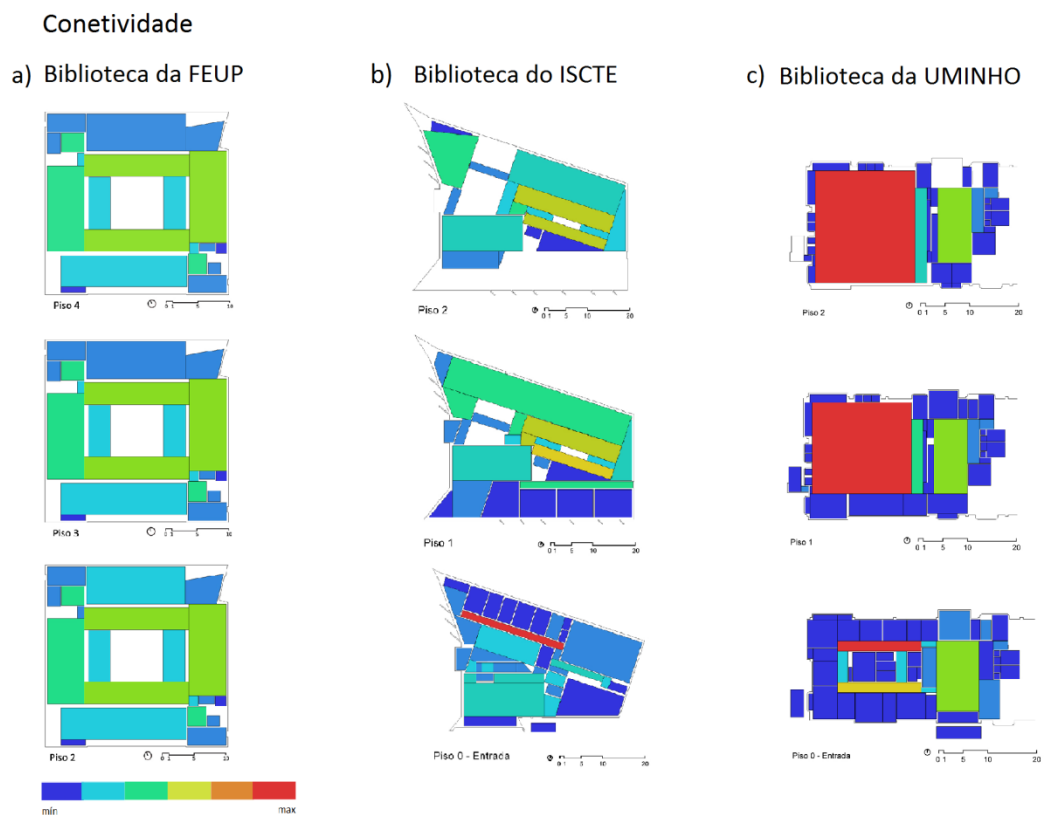 Conetividade
a) Biblioteca da FEUP
b) Biblioteca do ISCTE
c) Biblioteca da UMINHO
Piso 4
0 1 5 10
Piso 2
0 1 5 10 20
Piso 2
0 1 5 10 20
Piso 3
0 1 5 10
Piso 1
0 1 5 10 20
Piso 1
0 1 5 10 20
Piso 2
0 1 5 10
Piso 0 - Entrada
0 1 5 10 20
Piso 0 - Entrada
0 1 5 10 20
mín max